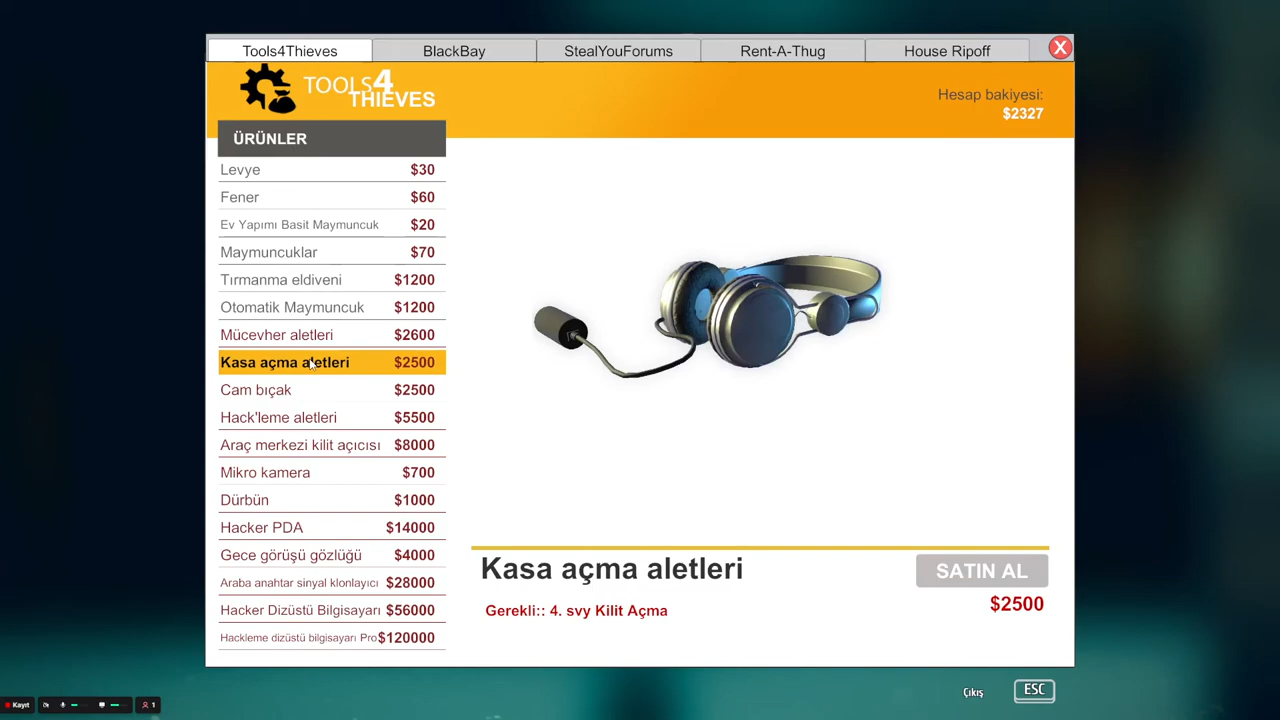 Tools4Thieves
BlackBay
StealYouForums
Rent-A-Thug
House Ripoff
X
TOOLS4
THIEVES
Hesap bakiyesi:
$2327
ÜRÜNLER
Levye $30
Fener $60
Ev Yapımı Basit Maymuncuk $20
Maymuncuklar $70
Tırmanma eldiveni $1200
Otomatik Maymuncuk $1200
Mücevher aletleri $2600
Kasa açma aletleri $2500
Cam bıçak $2500
Hack'leme aletleri $5500
Araç merkezi kilit açıcısı $8000
Mikro kamera $700
Dürbün $1000
Hacker PDA $14000
Gece görüşü gözlüğü $4000
Araba anahtar sinyal klonlayıcı $28000
Hacker Dizüstü Bilgisayarı $56000
Hackleme dizüstü bilgisayarı Pro $120000
Kasa açma aletleri
SATIN AL
Gerekli:: 4. svy Kilit Açma
$2500
Kayıt
1
Çıkış
ESC